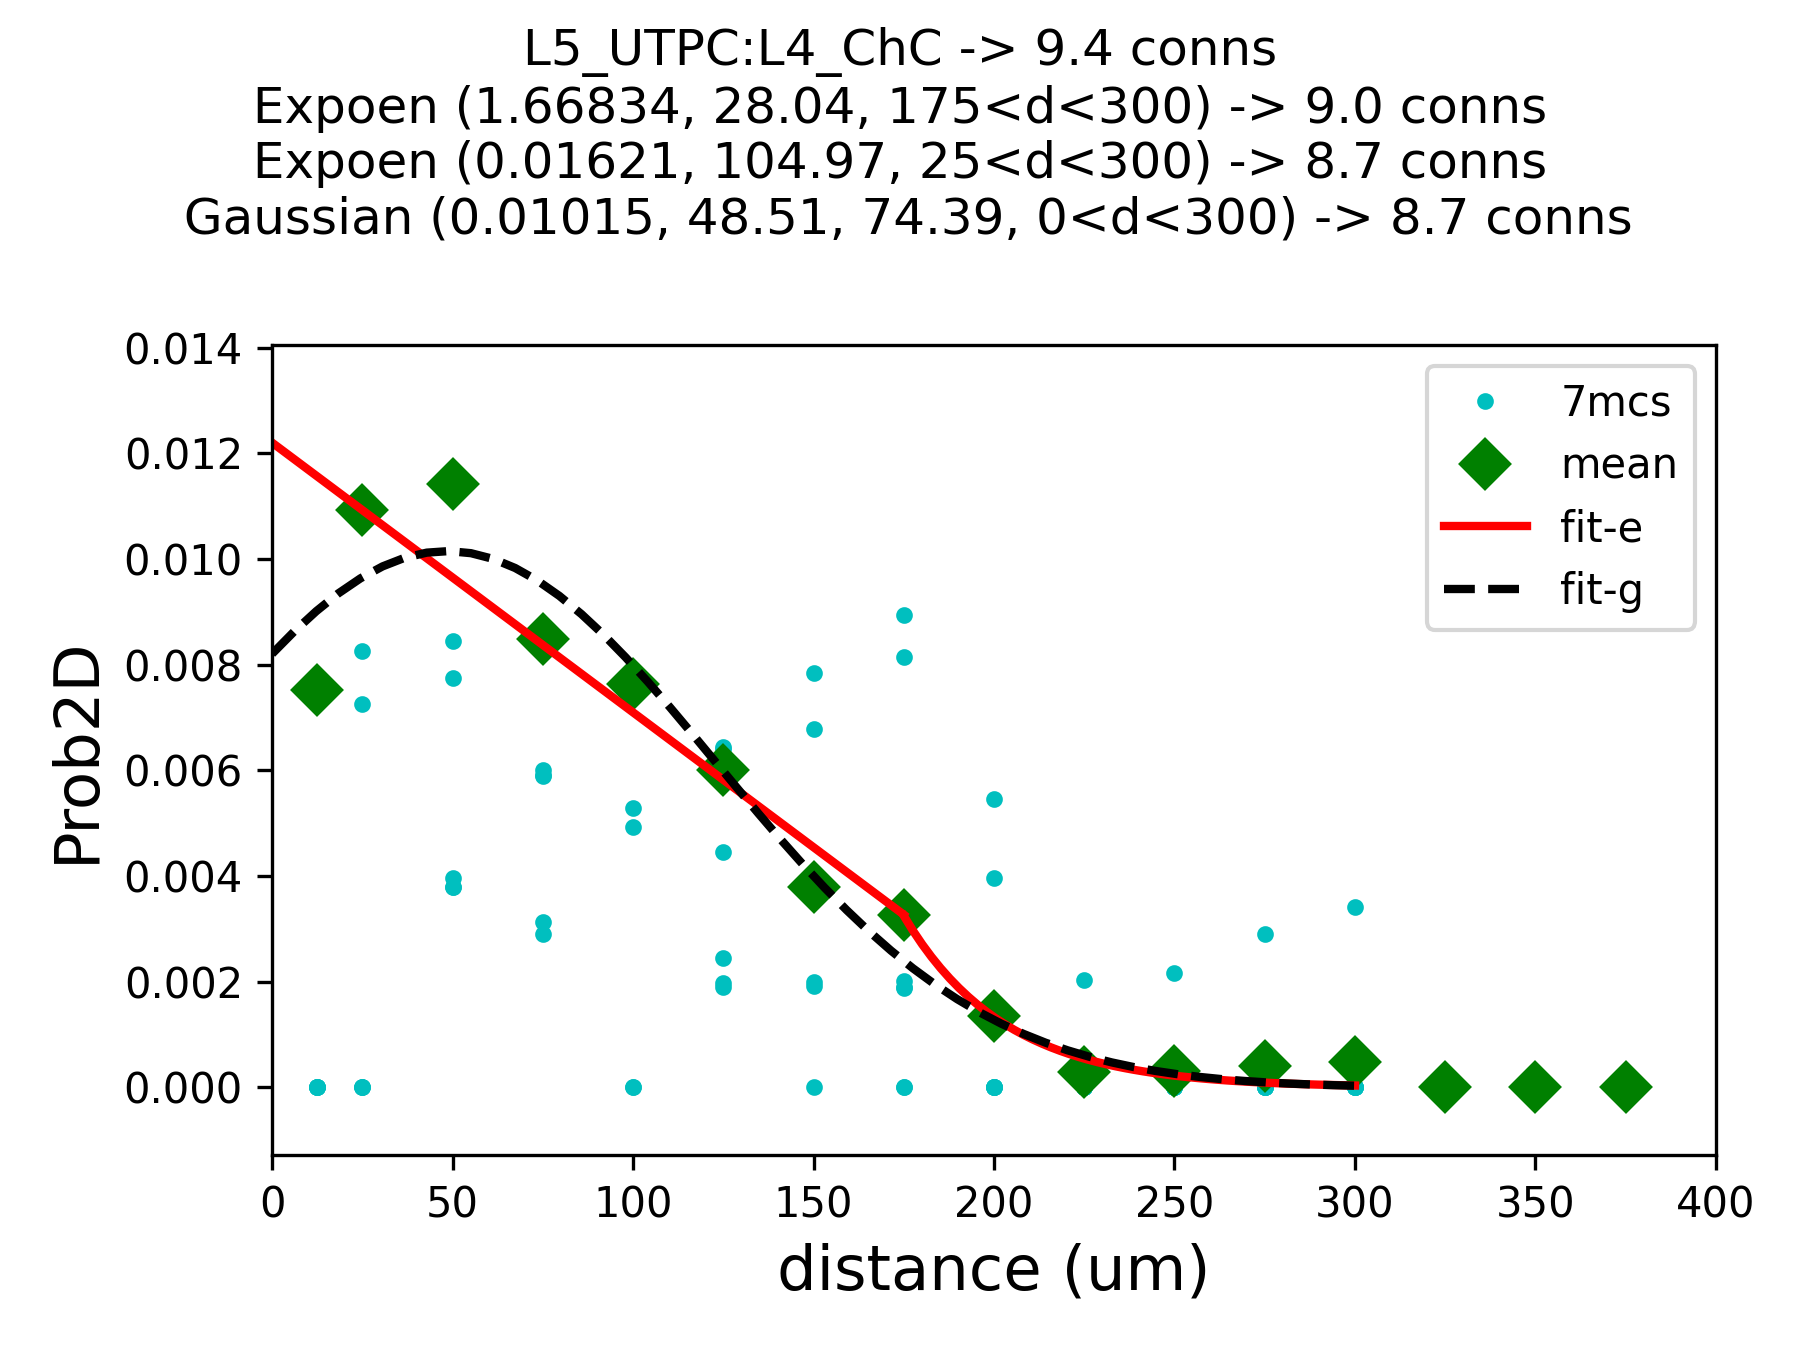 L5_UTPC:L4_ChC -> 9.4 conns
Expoen (1.66834, 28.04, 175<d<300) -> 9.0 conns
Expoen (0.01621, 104.97, 25<d<300) -> 8.7 conns
Gaussian (0.01015, 48.51, 74.39, 0<d<300) -> 8.7 conns
0.014
0.012
0.010
0.008
0.006
0.004
0.002
0.000
Prob2D
7mcs
mean
fit-e
fit-g
0 50 100 150 200 250 300 350 400
distance (um)